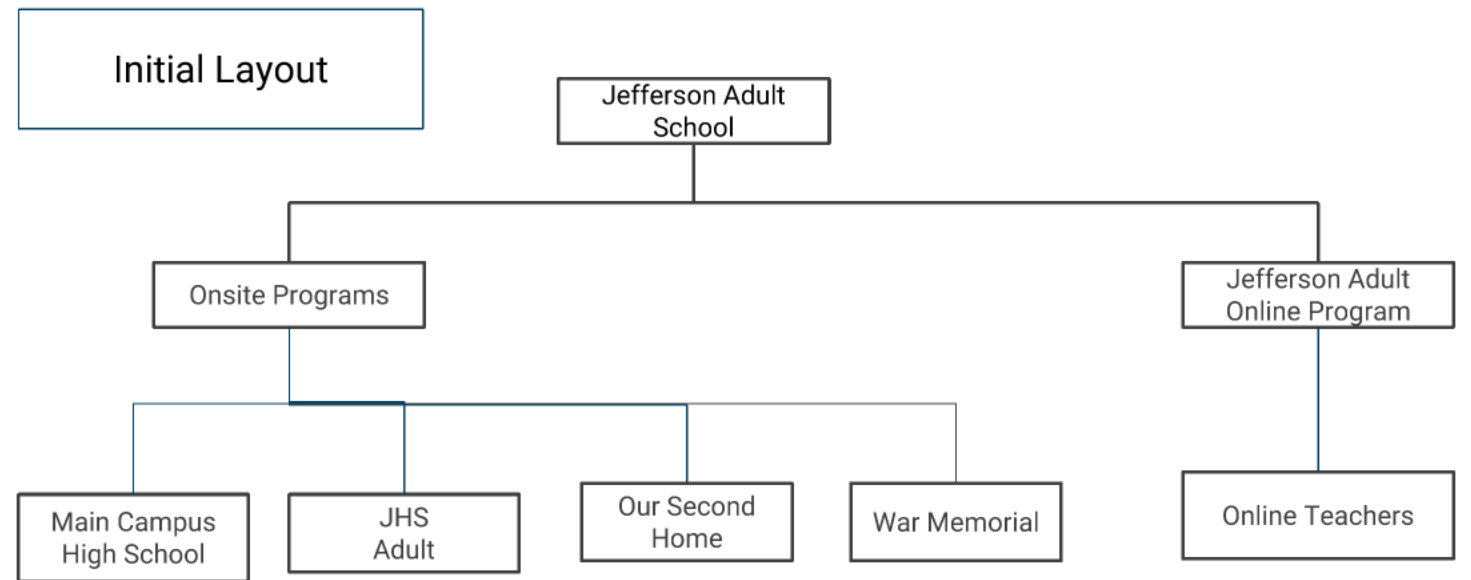 Initial Layout
Jefferson Adult
School
Onsite Programs
Jefferson Adult
Online Program
Main Campus
High School
JHS
Adult
Our Second
Home
War Memorial
Online Teachers